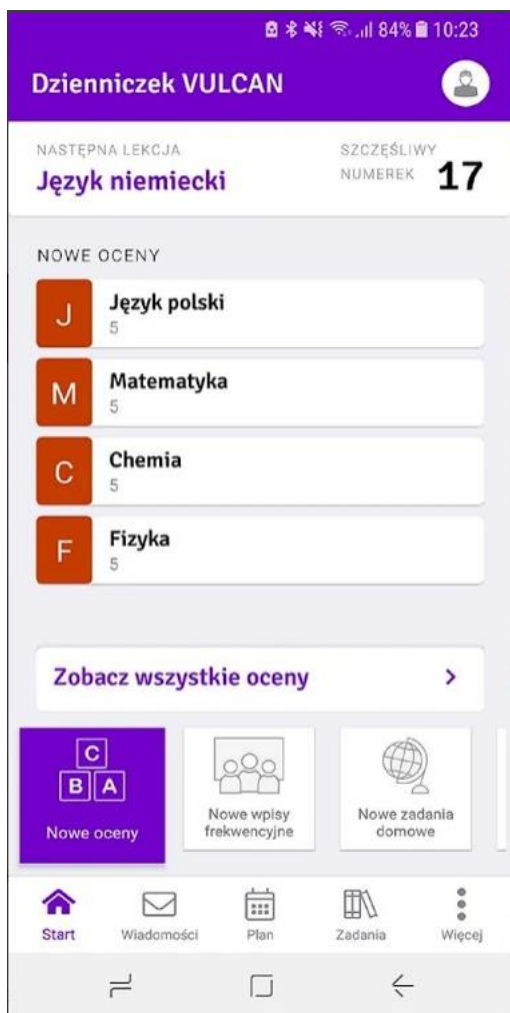 84% 10:23
Dzienniczek VULCAN
NASTĘPNA LEKCJA
Język niemiecki
SZCZĘŚLIWY
NUMEREK 17
NOWE OCENY
J
Język polski
5
M
Matematyka
5
C
Chemia
5
F
Fizyka
5
Zobacz wszystkie oceny
C
B A
Nowe oceny
Nowe wpisy
frekwencyjne
Nowe zadania
domowe
Start Wiadomości Plan Zadania Więcej